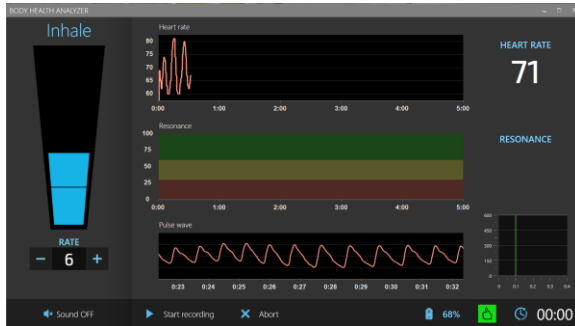 BODY HEALTH ANALYZER
Inhale
RATE
− 6 +
Sound OFF
Heart rate
80
75
70
65
60
0:00 1:00 2:00 3:00 4:00 5:00
Resonance
100
75
50
25
0
0:00 1:00 2:00 3:00 4:00 5:00
Pulse wave
0:23 0:24 0:25 0:26 0:27 0:28 0:29 0:30 0:31 0:32
HEART RATE
71
RESONANCE
600
450
300
150
0
0 0.1 0.2 0.3 0.4
Start recording
Abort
68%
00:00